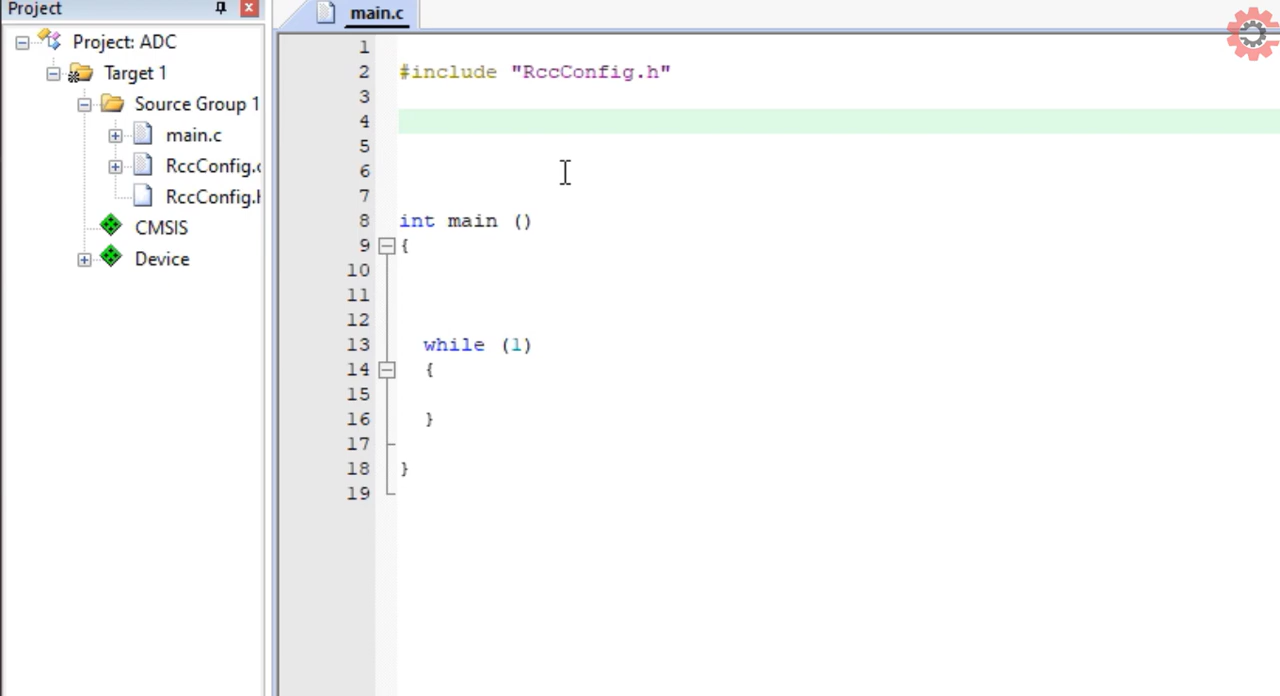 Project
Project: ADC
Target 1
Source Group 1
main.c
RccConfig.c
RccConfig.h
CMSIS
Device
main.c
1
2 #include "RccConfig.h"
3
4
5
6
7
8 int main ()
9 {
10
11
12
13 while (1)
14 {
15
16 }
17
18 }
19